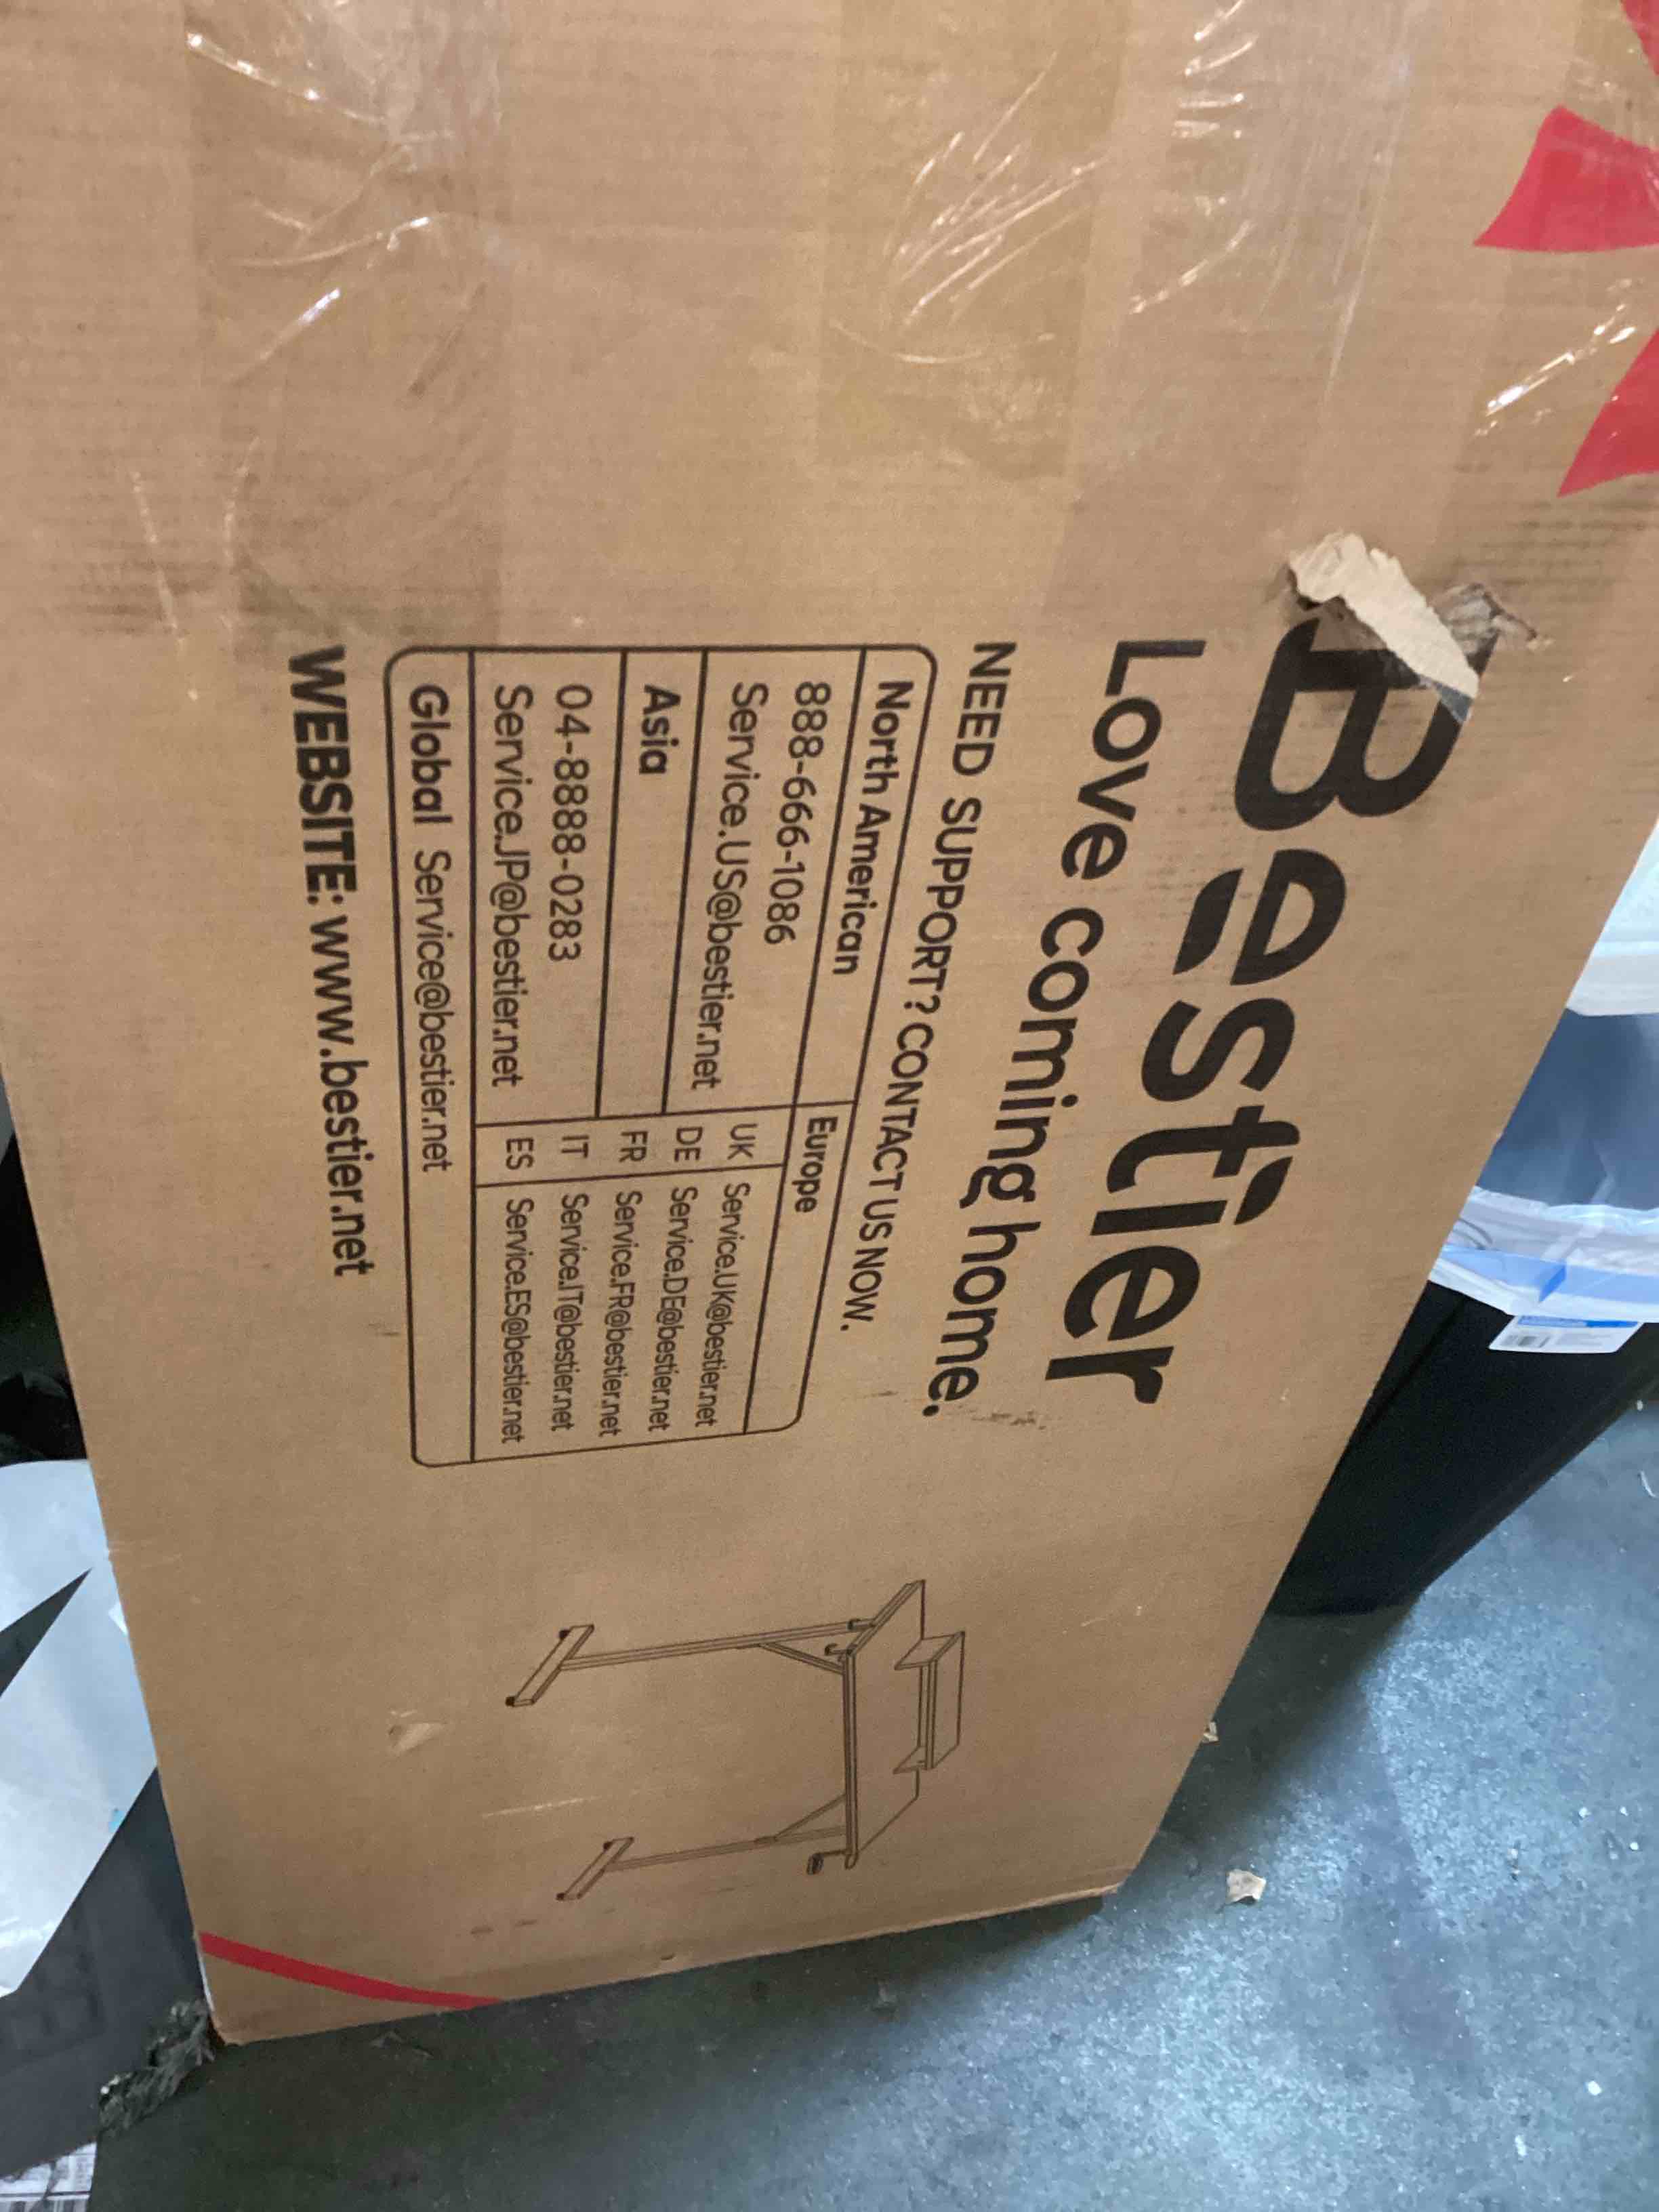 Bestier
Love coming home.
NEED SUPPORT? CONTACT US NOW.
North American
888-666-1086
Service.US@bestier.net
Asia
04-8888-0283
Service.JP@bestier.net
Europe
UK Service.UK@bestier.net
DE Service.DE@bestier.net
FR Service.FR@bestier.net
IT Service.IT@bestier.net
ES Service.ES@bestier.net
Global Service@bestier.net
WEBSITE: www.bestier.net